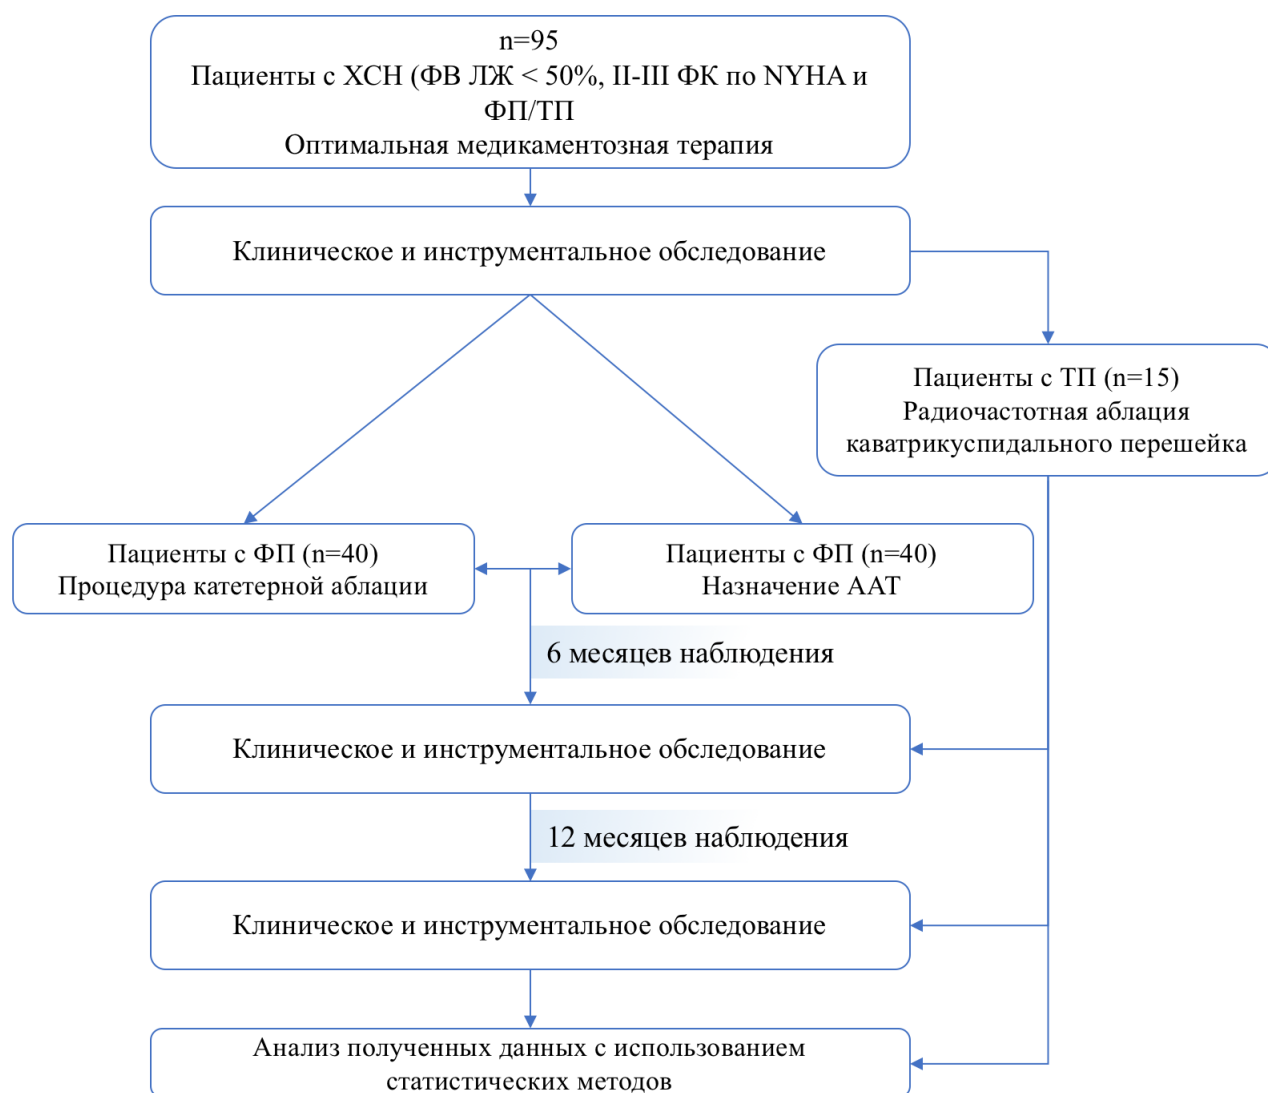 n=95
Пациенты с ХСН (ФВ ЛЖ < 50%, II-III ФК по NYHA и
ФП/ТП
Оптимальная медикаментозная терапия
Клиническое и инструментальное обследование
Пациенты с ТП (n=15)
Радиочастотная аблация
каватрикуспидального перешейка
Пациенты с ФП (n=40)
Процедура катетерной аблации
Пациенты с ФП (n=40)
Назначение ААТ
6 месяцев наблюдения
Клиническое и инструментальное обследование
12 месяцев наблюдения
Клиническое и инструментальное обследование
Анализ полученных данных с использованием
статистических методов